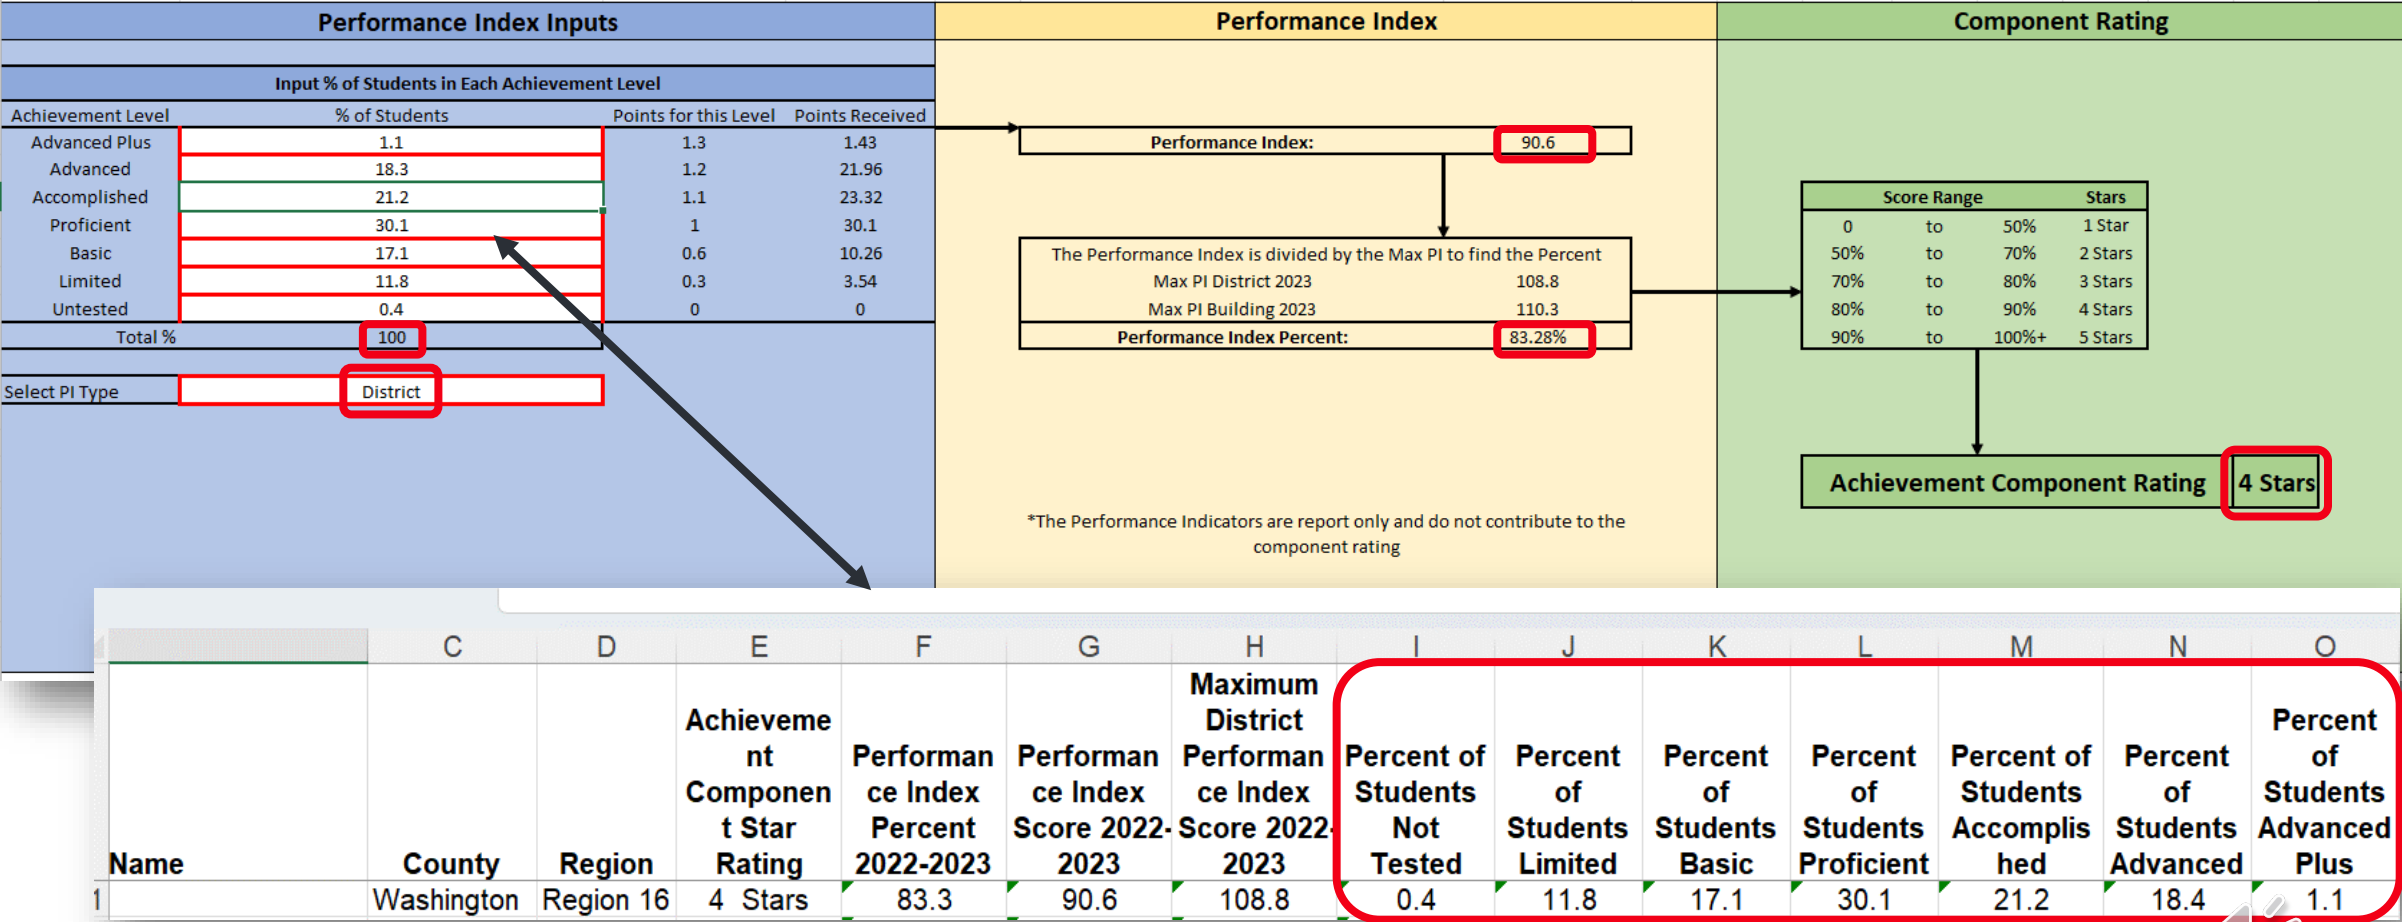 Performance Index Inputs
Performance Index
Component Rating
Input % of Students in Each Achievement Level
Achievement Level % of Students Points for this Level Points Received
Advanced Plus 1.1 1.3 1.43
Advanced 18.3 1.2 21.96
Accomplished 21.2 1.1 23.32
Proficient 30.1 1 30.1
Basic 17.1 0.6 10.26
Limited 11.8 0.3 3.54
Untested 0.4 0 0
Total % 100
Select PI Type District
Performance Index: 90.6
The Performance Index is divided by the Max PI to find the Percent
Max PI District 2023 108.8
Max PI Building 2023 110.3
Performance Index Percent: 83.28%
*The Performance Indicators are report only and do not contribute to the
component rating
Score Range Stars
0 to 50% 1 Star
50% to 70% 2 Stars
70% to 80% 3 Stars
80% to 90% 4 Stars
90% to 100%+ 5 Stars
Achievement Component Rating 4 Stars
C D E F G H I J K L M N O
Name
County
Region
Achieveme
nt
Componen
t Star
Rating
Performan
ce Index
Percent
2022-2023
Performan
ce Index
Score 2022-
2023
Maximum
District
Performan
ce Index
Score 2022-
2023
Percent of
Students
Not
Tested
Percent
of
Students
Limited
Percent
of
Students
Basic
Percent
of
Students
Proficient
Percent of
Students
Accomplis
hed
Percent
of
Students
Advanced
Percent
of
Students
Advanced
Plus
1 Washington Region 16 4 Stars 83.3 90.6 108.8 0.4 11.8 17.1 30.1 21.2 18.4 1.1